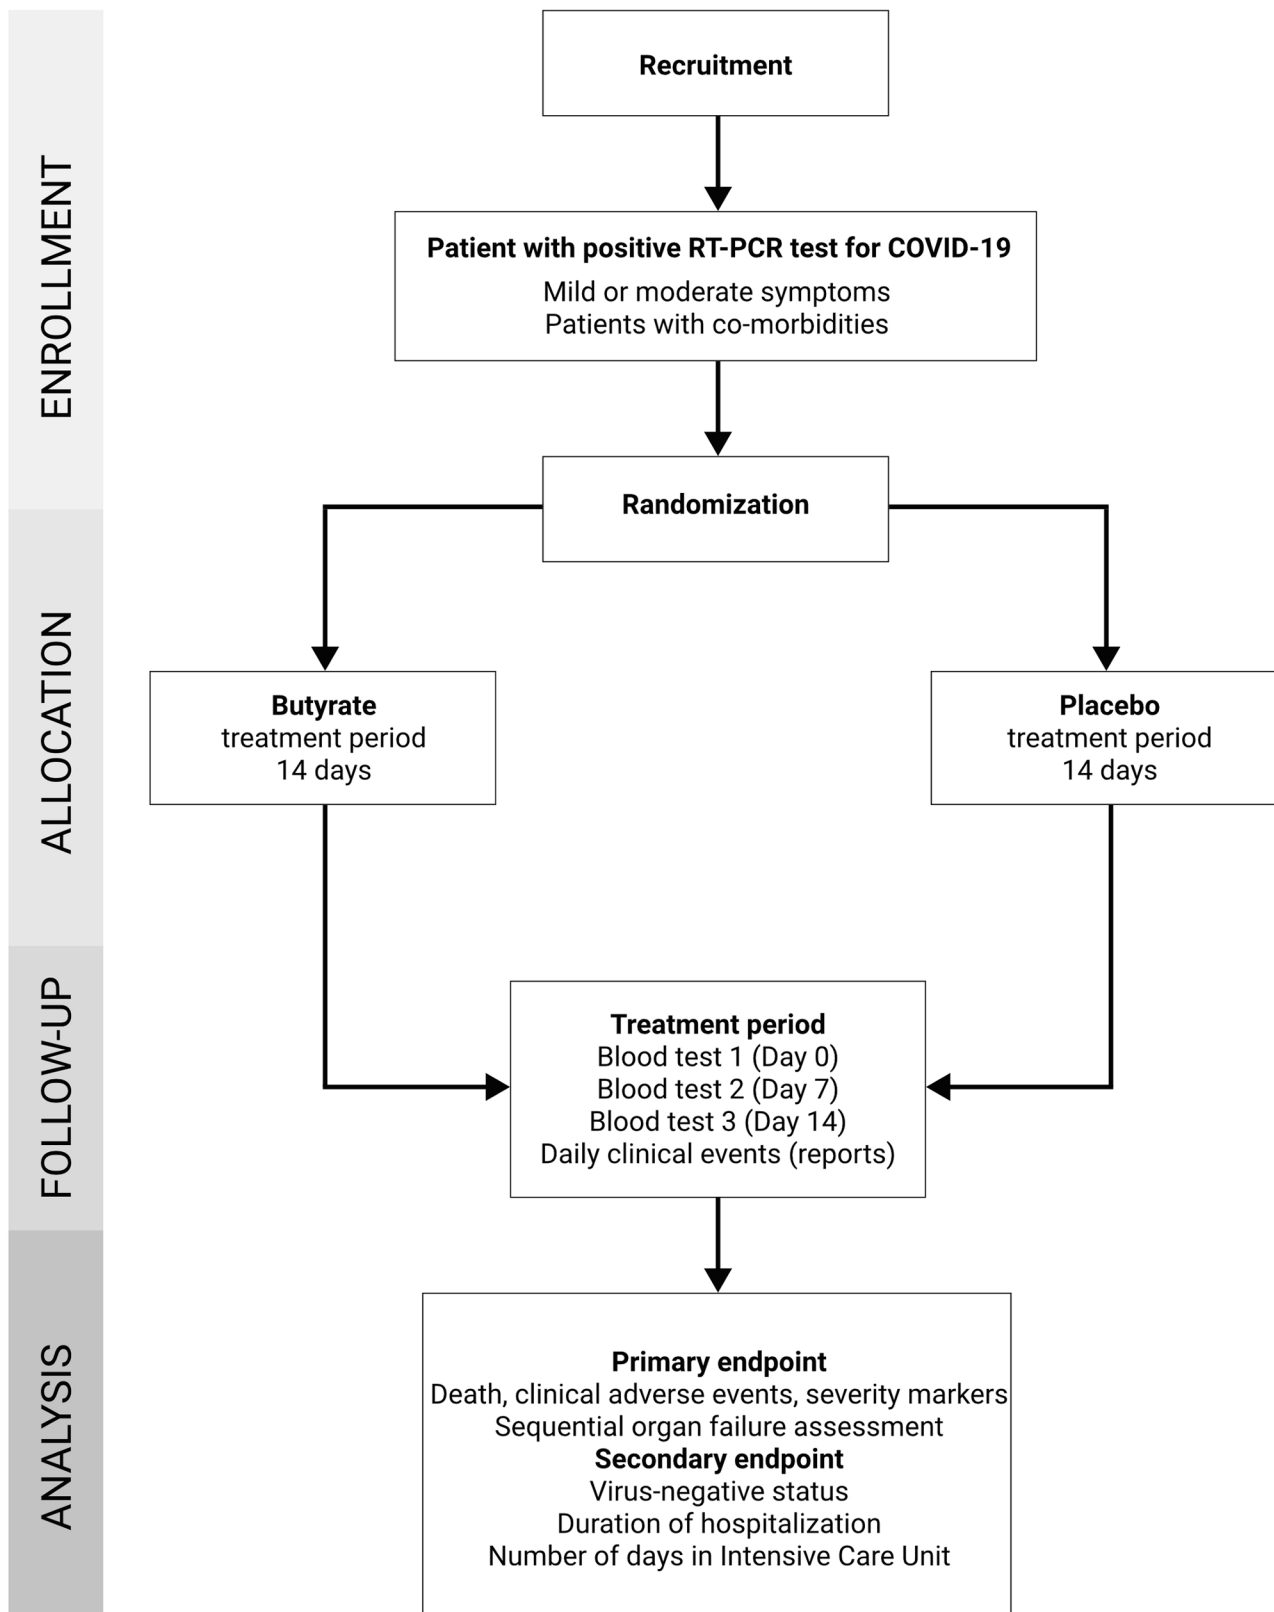 ENROLLMENT
Recruitment
Patient with positive RT-PCR test for COVID-19
Mild or moderate symptoms
Patients with co-morbidities
Randomization
ALLOCATION
Butyrate
treatment period
14 days
Placebo
treatment period
14 days
FOLLOW-UP
Treatment period
Blood test 1 (Day 0)
Blood test 2 (Day 7)
Blood test 3 (Day 14)
Daily clinical events (reports)
ANALYSIS
Primary endpoint
Death, clinical adverse events, severity markers
Sequential organ failure assessment
Secondary endpoint
Virus-negative status
Duration of hospitalization
Number of days in Intensive Care Unit